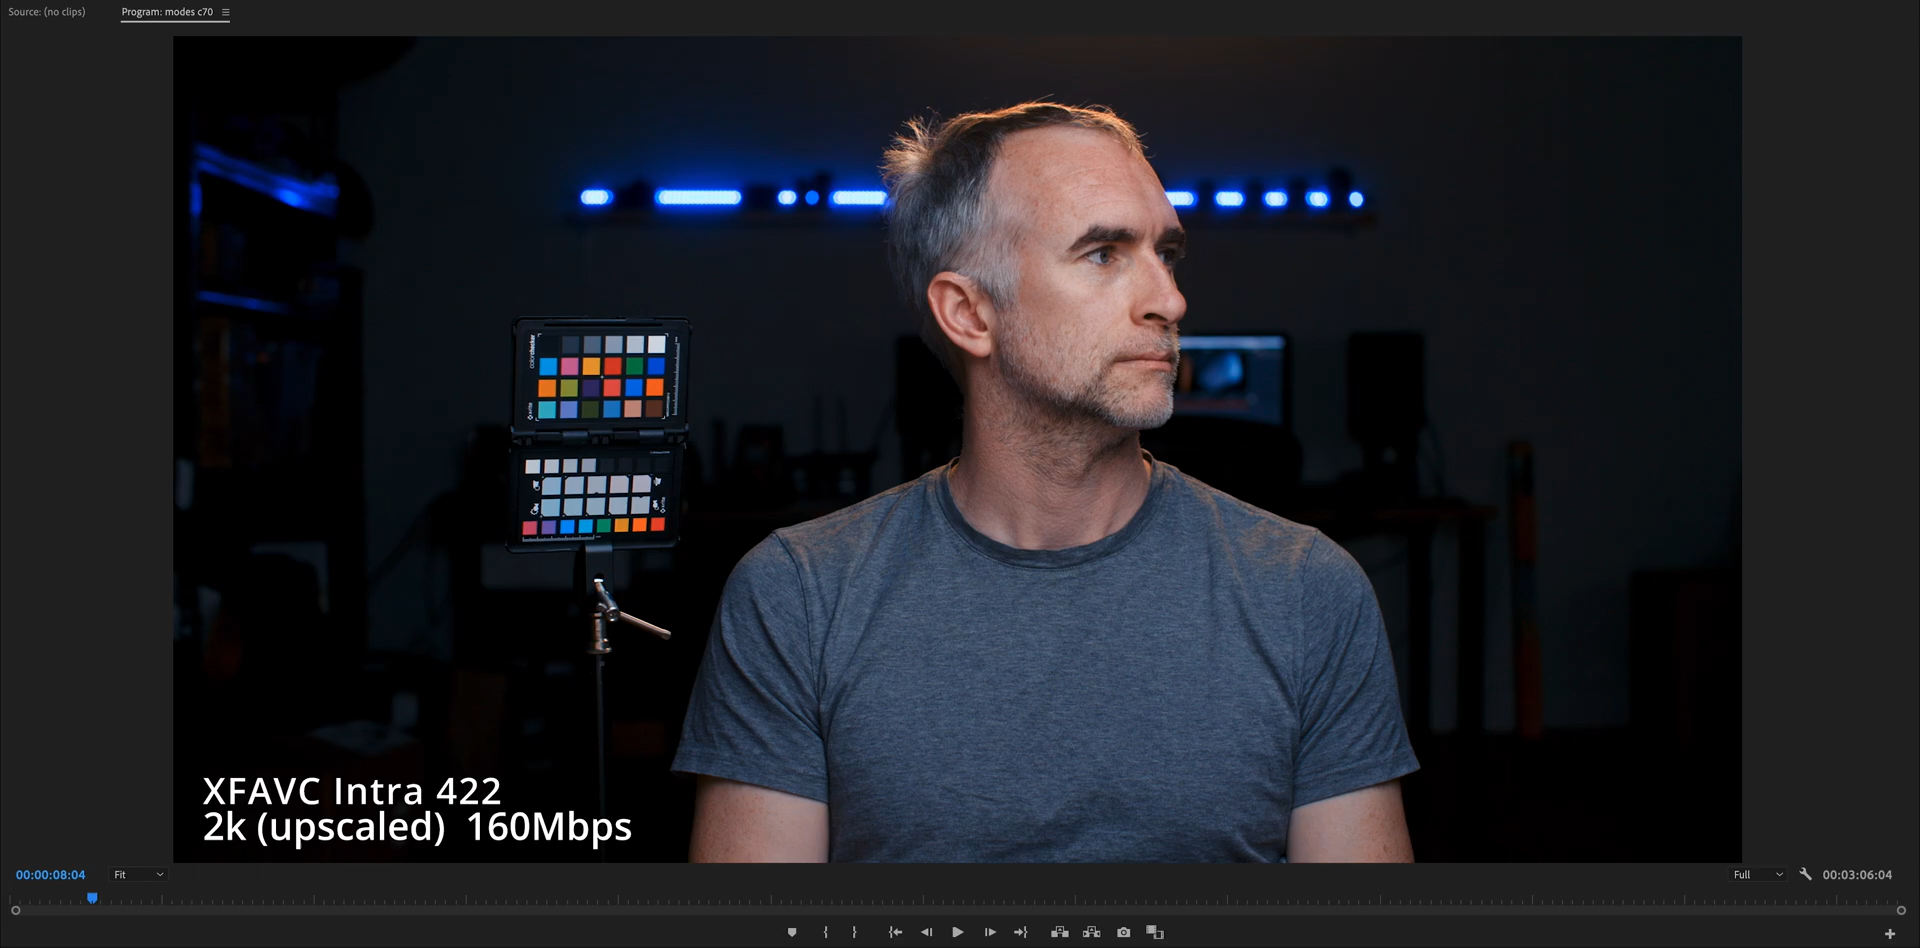 Source: (no clips)
Program: modes c70
XFAVC Intra 422
2k (upscaled) 160Mbps
00:00:08:04
Fit
Full
00:03:06:04